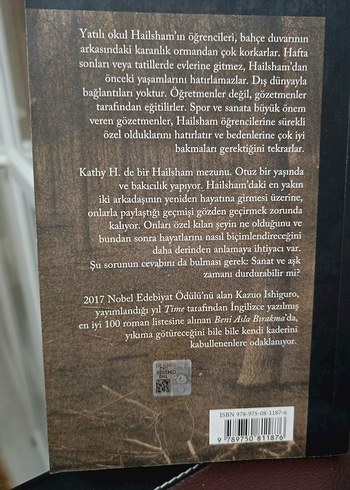 Yatılı okul Hailsham'ın öğrencileri, bahçe duvarının
arkasındaki karanlık ormandan çok korkarlar. Hafta
sonları veya tatillerde evlerine gitmez, Hailsham'dan
önceki yaşamlarını hatırlamazlar. Dış dünyayla
bağlantıları yoktur. Öğretmenler değil, gözetmenler
tarafından eğitilirler. Spor ve sanata büyük önem
veren gözetmenler, Hailsham öğrencilerine sürekli
özel olduklarını hatırlatır ve bedenlerine çok iyi
bakmaları gerektiğini tekrarlar.
Kathy H. de bir Hailsham mezunu. Otuz bir yaşında
ve bakıcılık yapıyor. Hailsham'daki en yakın
iki arkadaşının yeniden hayatına girmesi üzerine,
onlarla paylaştığı geçmişi gözden geçirmek zorunda
kalıyor. Onları özel kılan şeyin ne olduğunu ve
bundan sonra hayatlarını nasıl biçimlendireceğini
daha derinden anlamaya ihtiyacı var.
Şu sorunun cevabını da bulması gerek: Sanat ve aşk
zamanı durdurabilir mi?
2017 Nobel Edebiyat Ödülü'nü alan Kazuo Ishiguro,
yayımlandığı yıl Time tarafından İngilizce yazılmış
en iyi 100 roman listesine alınan Beni Asla Bırakma'da,
yıkıma götüreceğini bile bile kendi kaderini
kabullenenlere odaklanıyor.
ISBN 978-975-08-1187-6
9 789750 811876